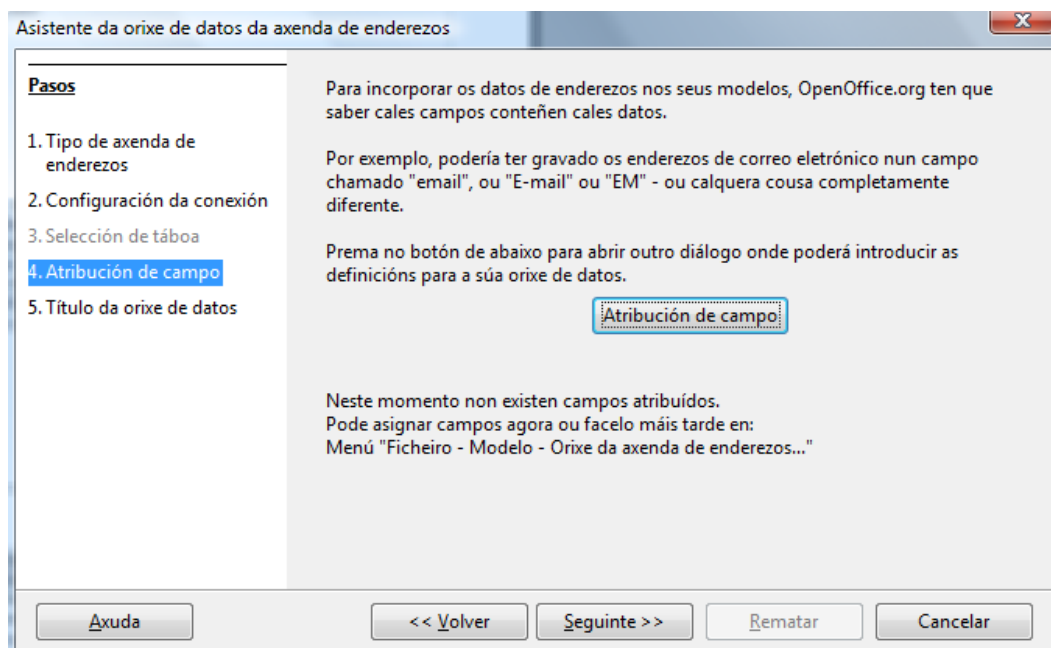 Asistente da orixe de datos da axenda de enderezos
Pasos
1. Tipo de axenda de
enderezos
2. Configuración da conexión
3. Selección de táboa
4. Atribución de campo
5. Título da orixe de datos
Para incorporar os datos de enderezos nos seus modelos, OpenOffice.org ten que
saber cales campos conteñen cales datos.
Por exemplo, podería ter gravado os enderezos de correo eletrónico nun campo
chamado "email", ou "E-mail" ou "EM" - ou calquera cousa completamente
diferente.
Prema no botón de abaixo para abrir outro diálogo onde poderá introducir as
definicións para a súa orixe de datos.
Atribución de campo
Neste momento non existen campos atribuídos.
Pode asignar campos agora ou facelo máis tarde en:
Menú "Ficheiro - Modelo - Orixe da axenda de enderezos..."
Axuda
<< Volver
Seguinte >>
Rematar
Cancelar